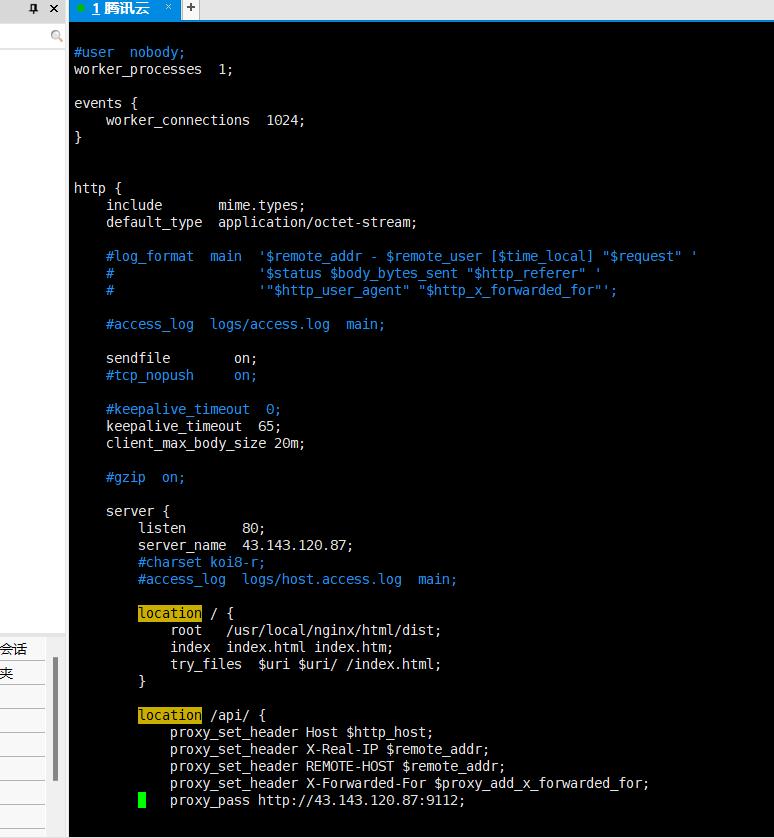 1 腾讯云
#user  nobody;
worker_processes  1;
events {
    worker_connections  1024;
}
http {
    include       mime.types;
    default_type  application/octet-stream;
    #log_format  main  '$remote_addr - $remote_user [$time_local] "$request" '
    #                  '$status $body_bytes_sent "$http_referer" '
    #                  '"$http_user_agent" "$http_x_forwarded_for"';
    #access_log  logs/access.log  main;
    sendfile        on;
    #tcp_nopush     on;
    #keepalive_timeout  0;
    keepalive_timeout  65;
    client_max_body_size 20m;
    #gzip  on;
    server {
        listen       80;
        server_name  43.143.120.87;
        #charset koi8-r;
        #access_log  logs/host.access.log  main;
        location / {
            root   /usr/local/nginx/html/dist;
            index  index.html index.htm;
            try_files  $uri $uri/ /index.html;
        }
        location /api/ {
            proxy_set_header Host $http_host;
            proxy_set_header X-Real-IP $remote_addr;
            proxy_set_header REMOTE-HOST $remote_addr;
            proxy_set_header X-Forwarded-For $proxy_add_x_forwarded_for;
            proxy_pass http://43.143.120.87:9112;
会话
夹